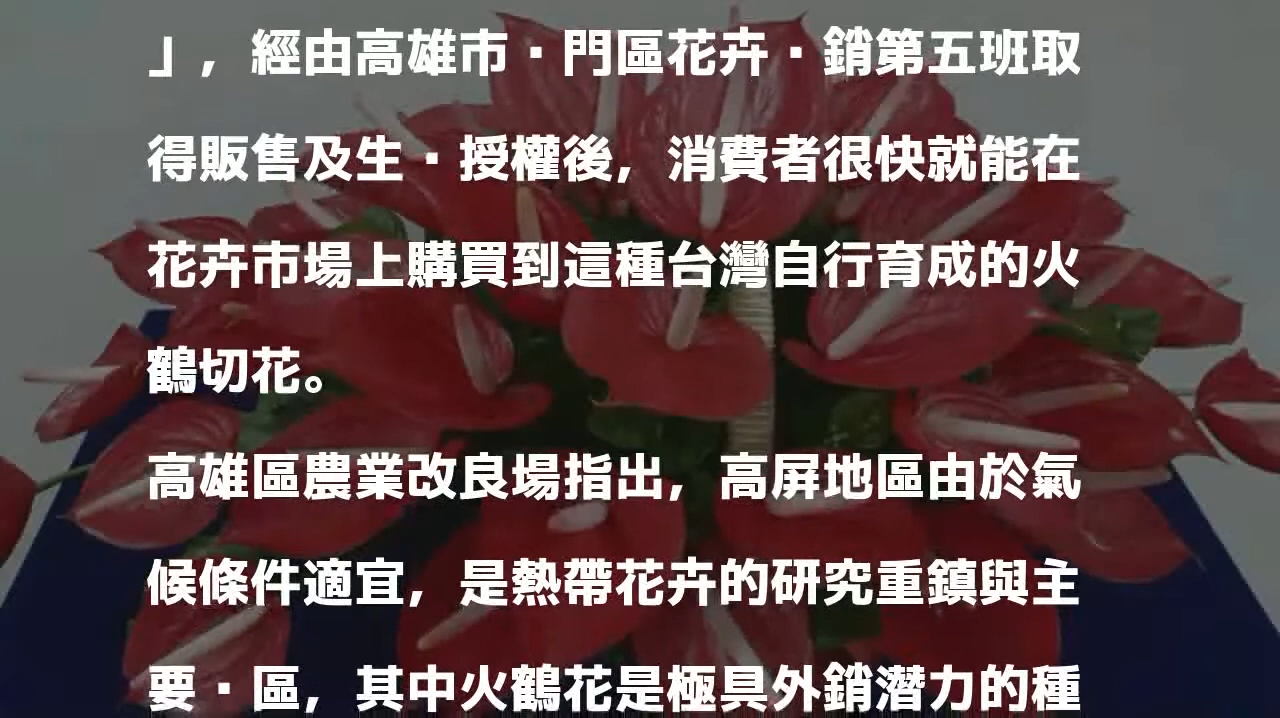 」，經由高雄市·門區花卉·銷第五班取
得販售及生·授權後，消費者很快就能在
花卉市場上購買到這種台灣自行育成的火
鶴切花。
高雄區農業改良場指出，高屏地區由於氣
候條件適宜，是熱帶花卉的研究重鎮與主
要·區，其中火鶴花是極具外銷潛力的種